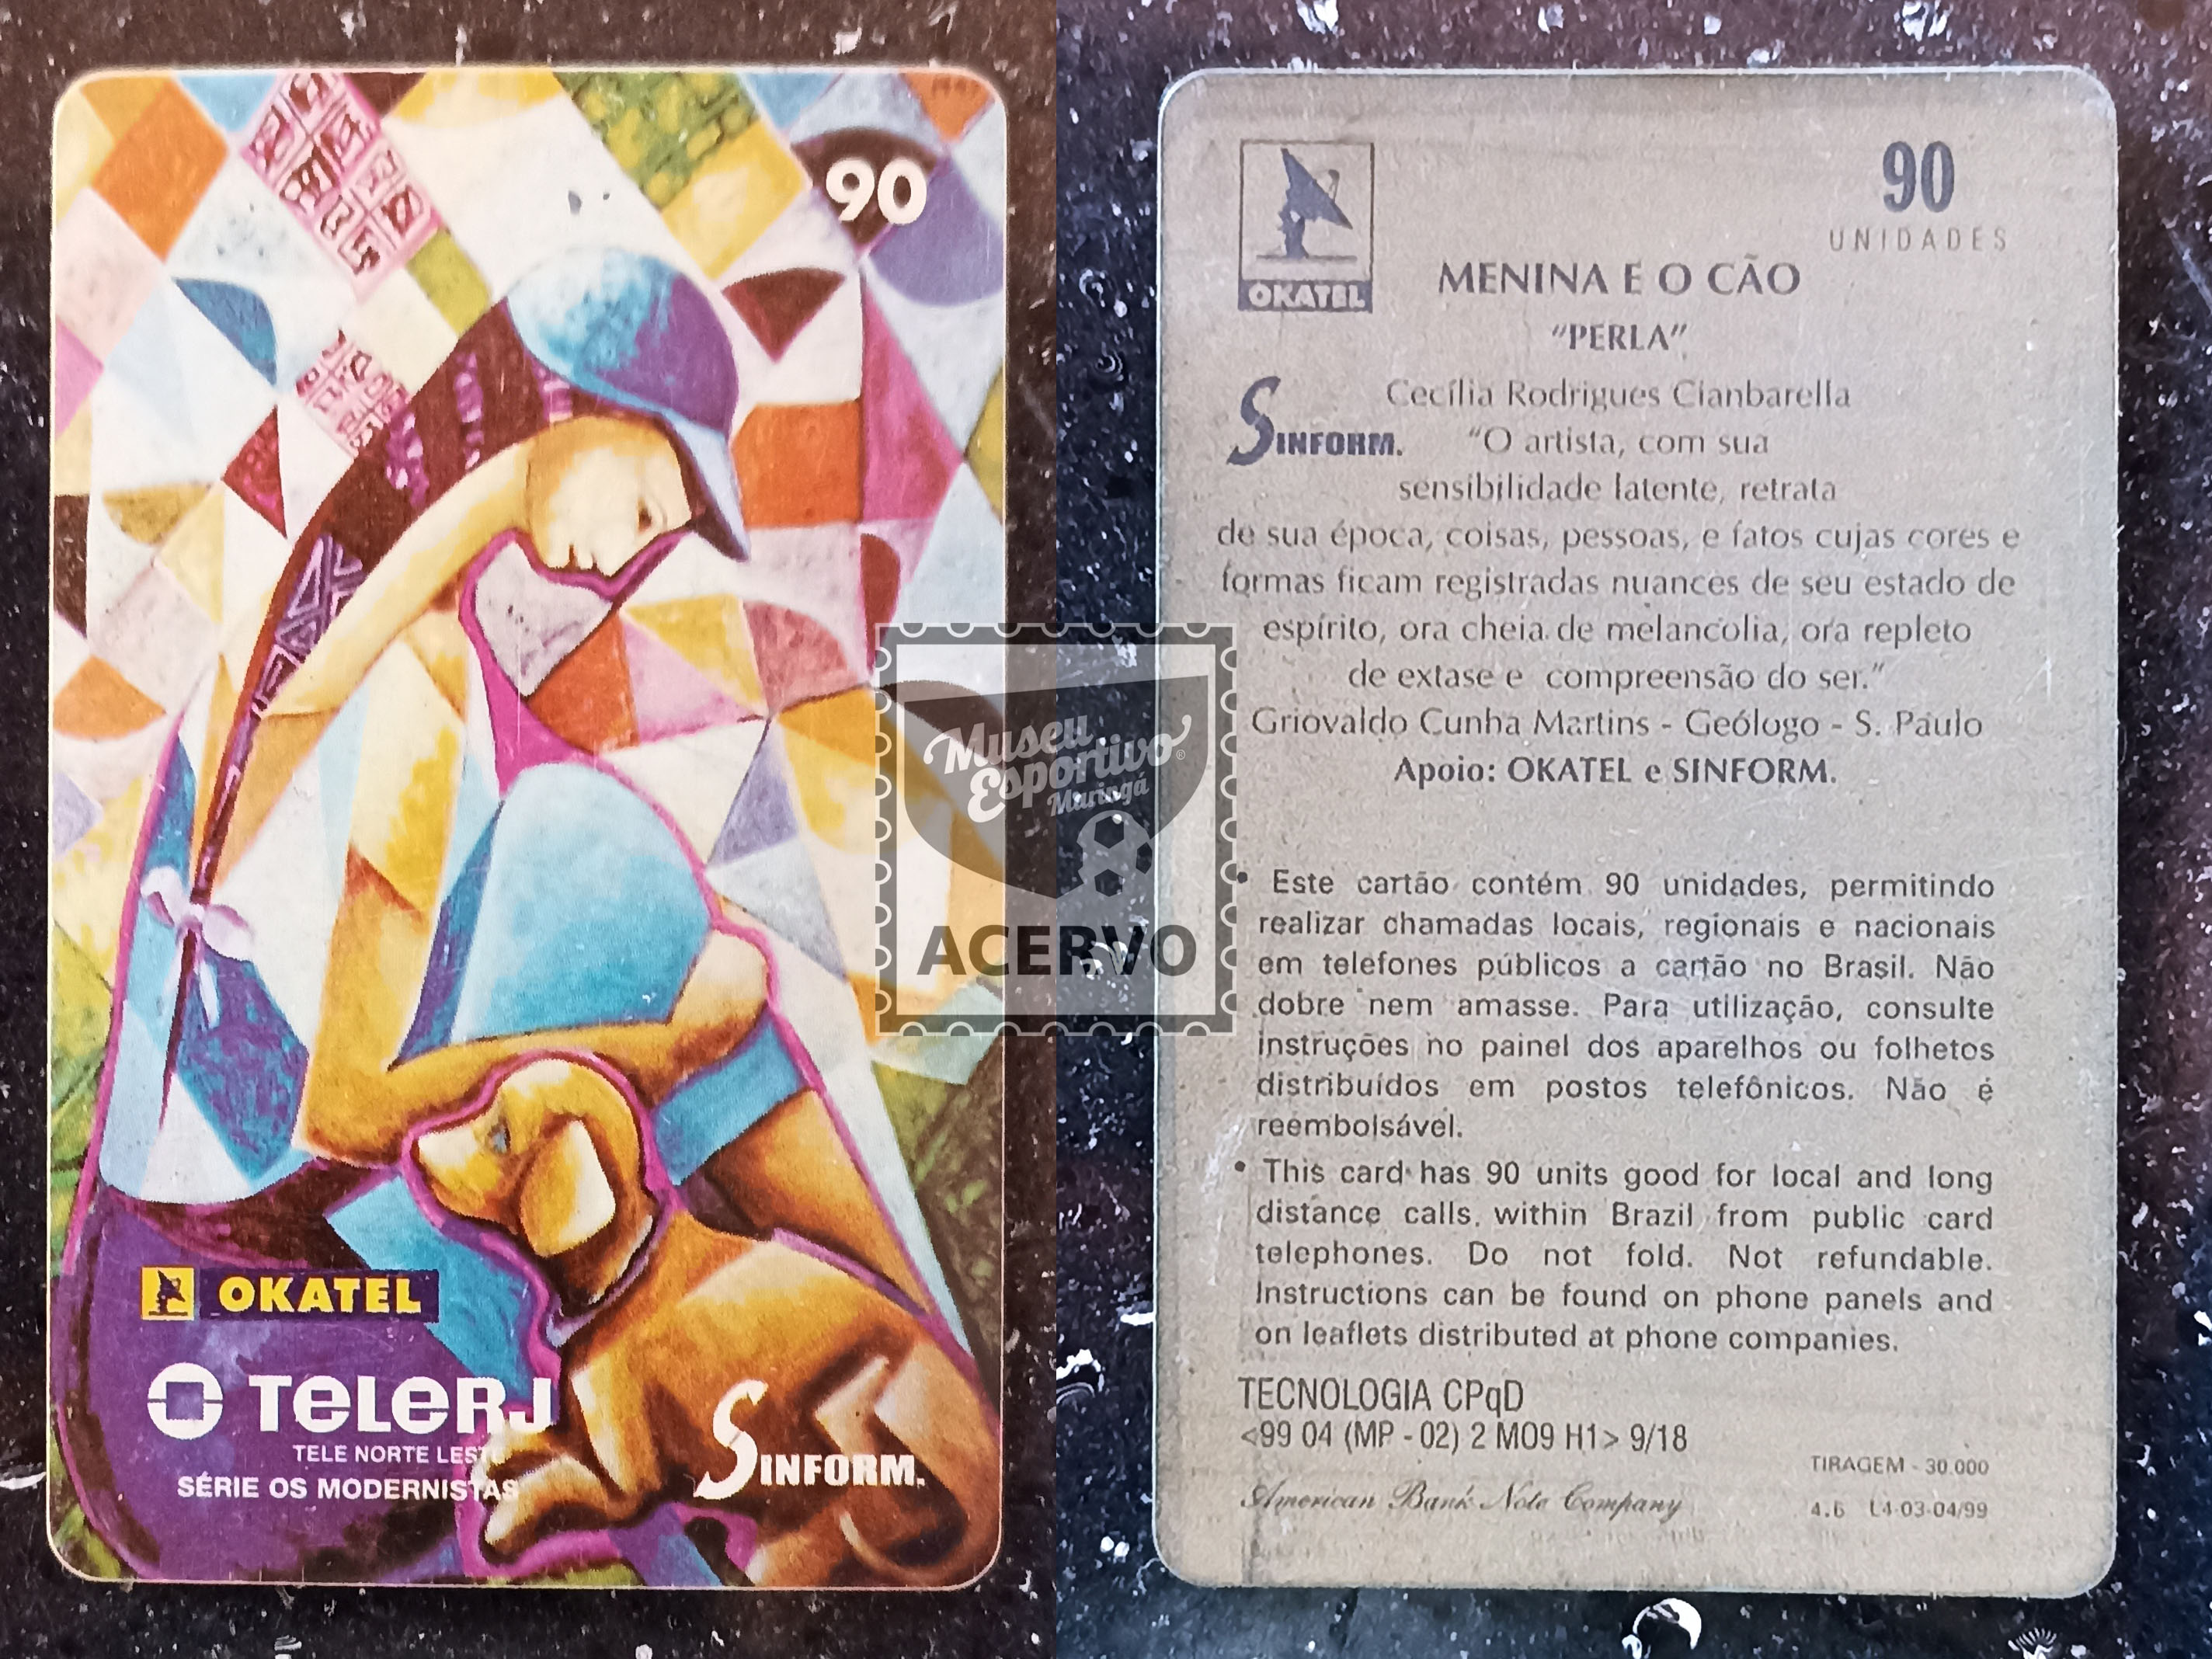 90
OKATEL
TELERJ
TELE NORTE LESTE
SÉRIE OS MODERNISTAS
SINFORM.
Museu
Esportivo®
Maringá
ACERVO
OKATEL
90
UNIDADES
MENINA E O CÃO
"PERLA"
SINFORM.
Cecília Rodrigues Cianbarella
"O artista, com sua
sensibilidade latente, retrata
de sua época, coisas, pessoas, e fatos cujas cores e
formas ficam registradas nuances de seu estado de
espírito, ora cheia de melancolia, ora repleto
de extase e compreensão do ser."
Griovaldo Cunha Martins - Geólogo - S. Paulo
Apoio: OKATEL e SINFORM.
• Este cartão contém 90 unidades, permitindo
realizar chamadas locais, regionais e nacionais
em telefones públicos a cartão no Brasil. Não
dobre nem amasse. Para utilização, consulte
instruções no painel dos aparelhos ou folhetos
distribuídos em postos telefônicos. Não é
reembolsável.
• This card has 90 units good for local and long
distance calls within Brazil from public card
telephones. Do not fold. Not refundable.
Instructions can be found on phone panels and
on leaflets distributed at phone companies.
TECNOLOGIA CPqD
<99 04 (MP - 02) 2 M09 H1> 9/18
TIRAGEM - 30.000
American Bank Note Company
4.6 L4-03-04/99